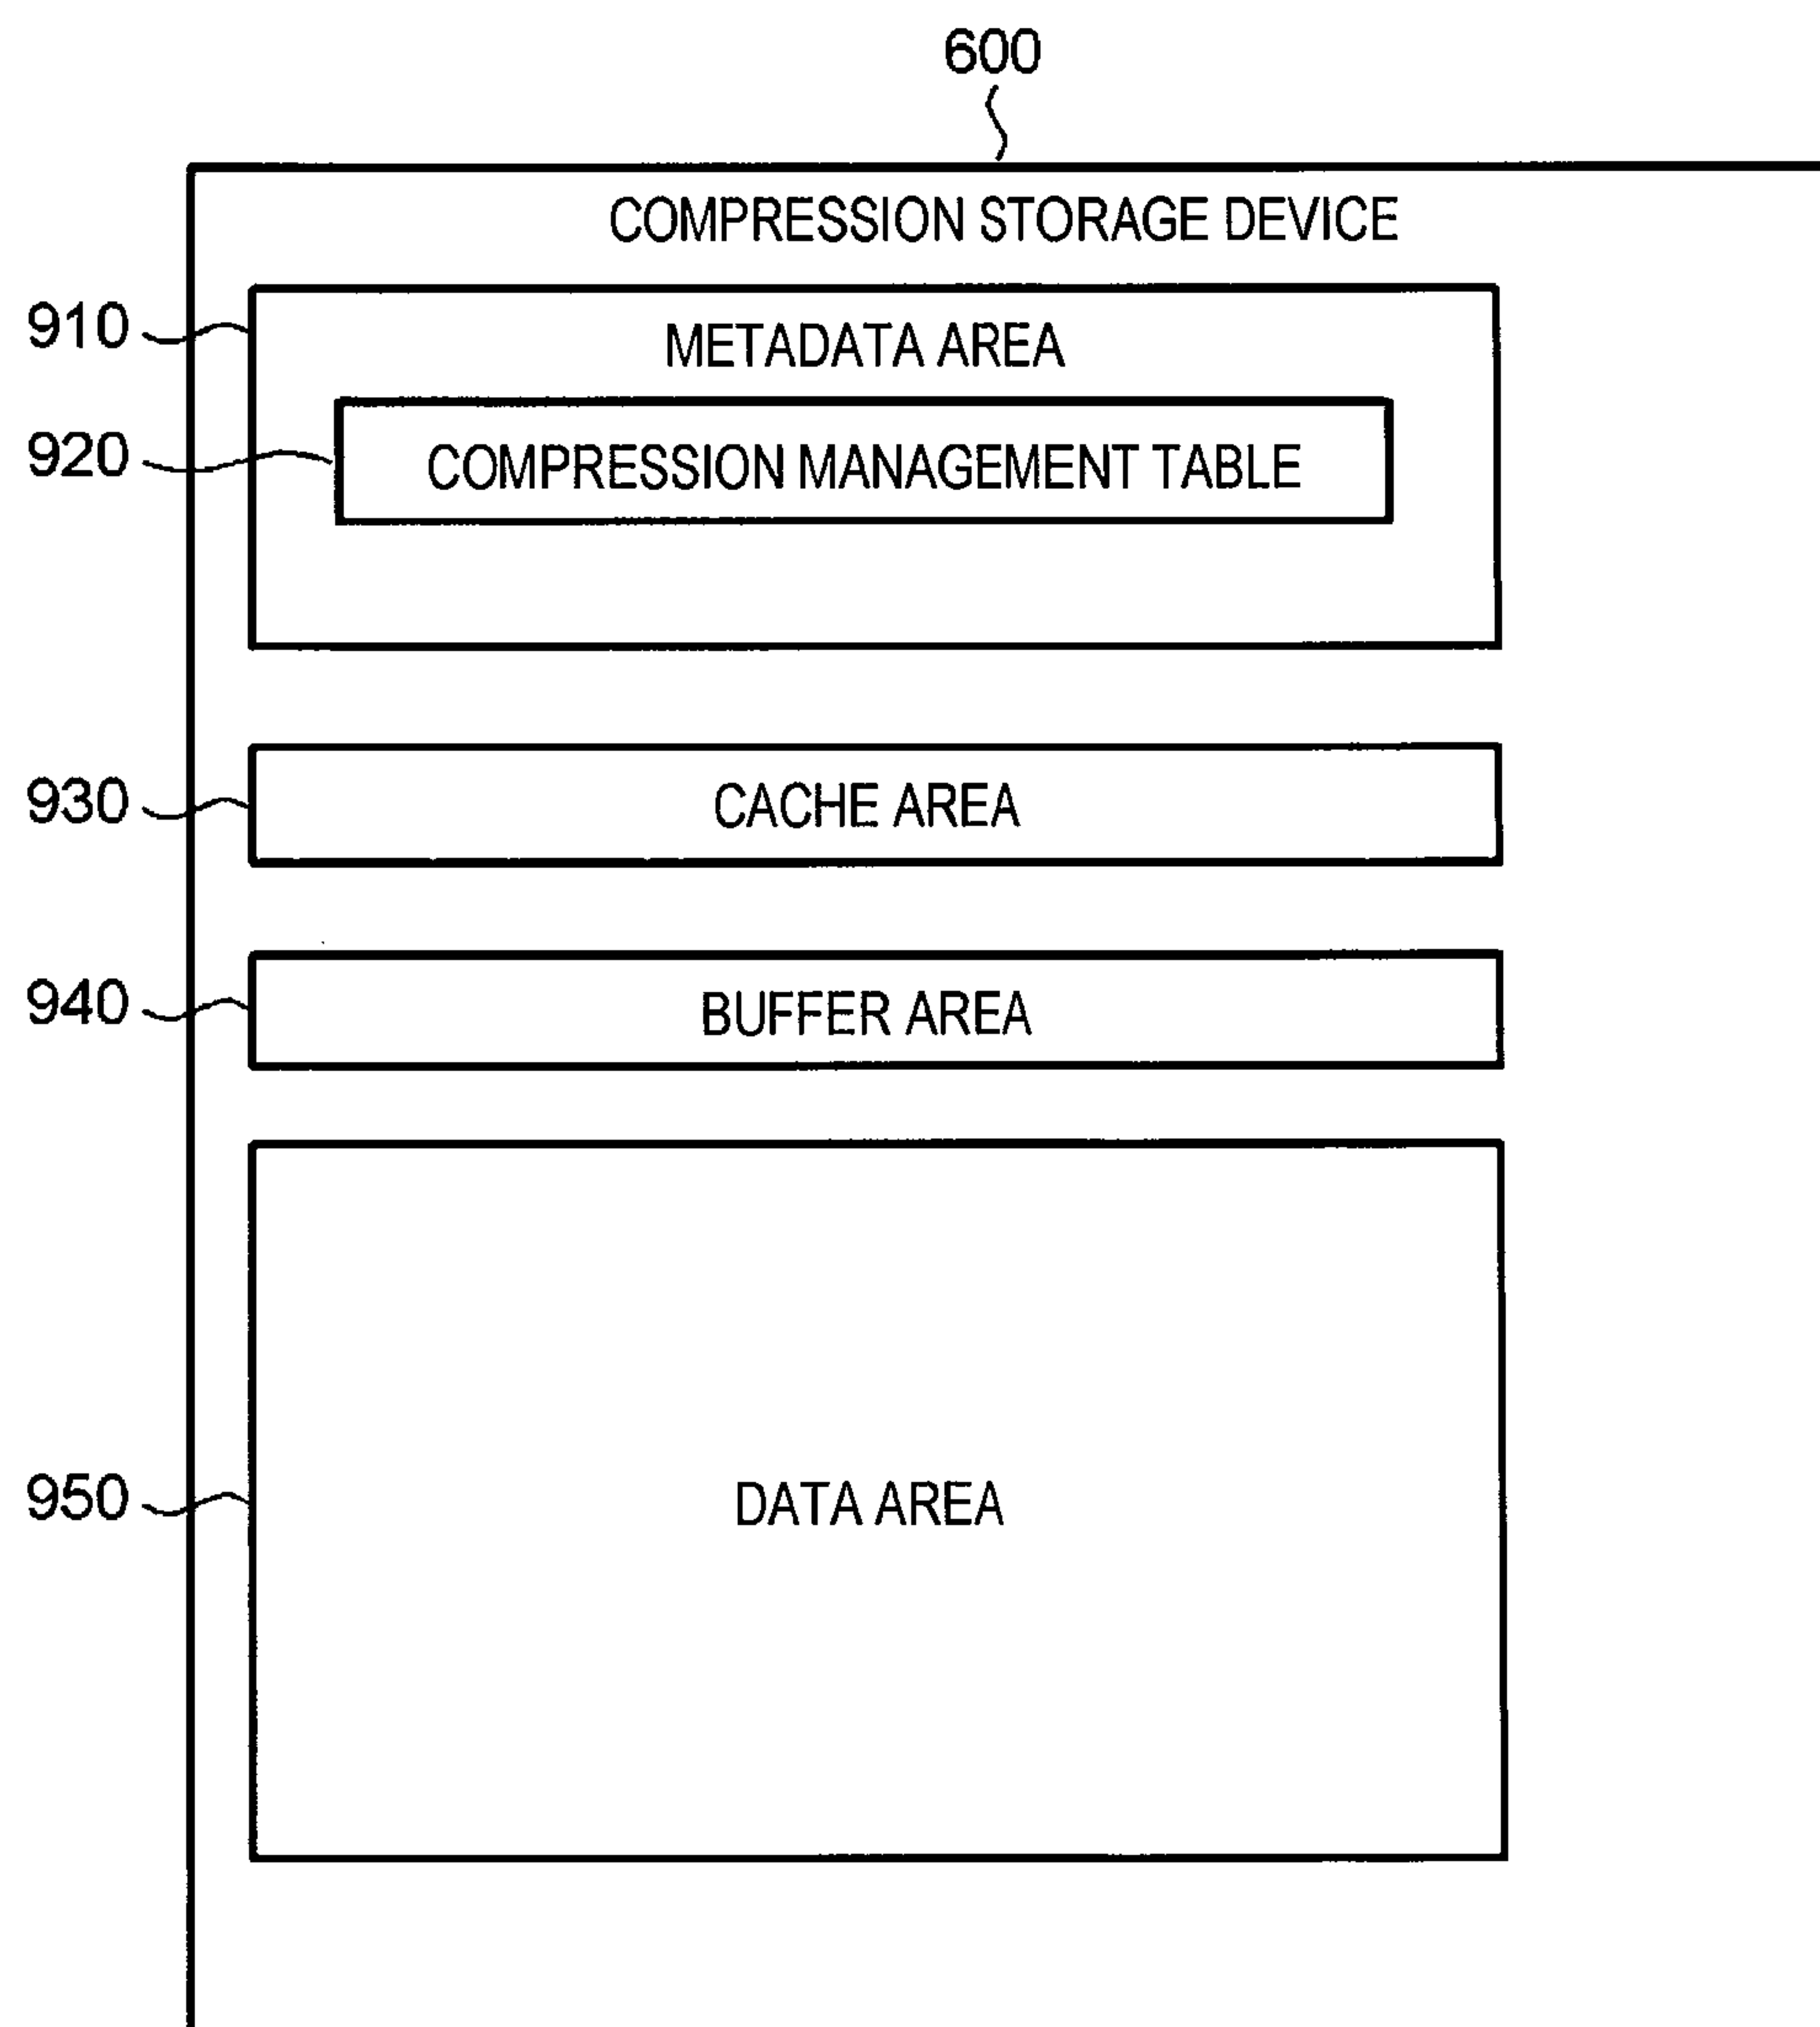 600
COMPRESSION STORAGE DEVICE
910
METADATA AREA
920
COMPRESSION MANAGEMENT TABLE
930
CACHE AREA
940
BUFFER AREA
950
DATA AREA